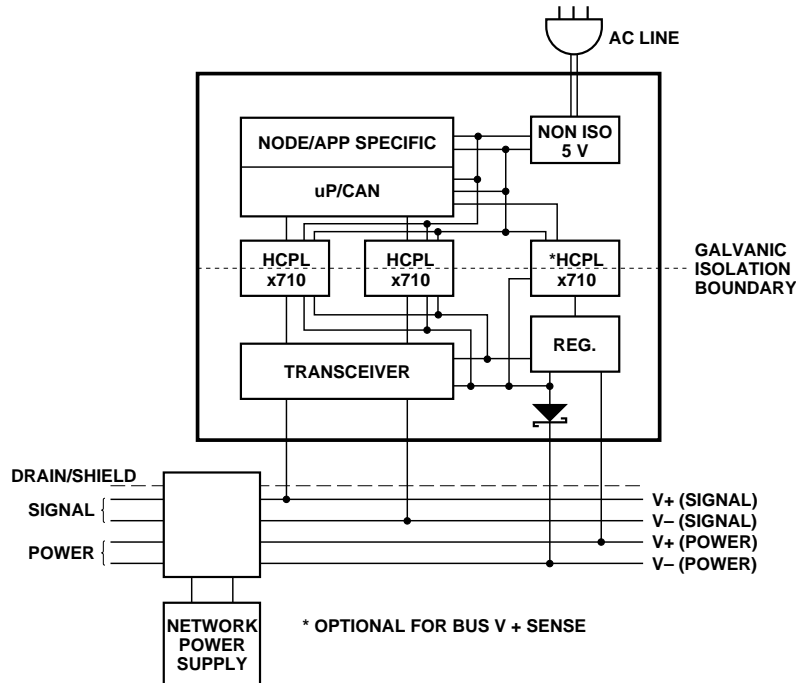 AC LINE
NON ISO
5 V
NODE/APP SPECIFIC
uP/CAN
HCPL
x710
HCPL
x710
*HCPL
x710
GALVANIC
ISOLATION
BOUNDARY
REG.
TRANSCEIVER
DRAIN/SHIELD
SIGNAL
POWER
V+ (SIGNAL)
V– (SIGNAL)
V+ (POWER)
V– (POWER)
NETWORK
POWER
SUPPLY
* OPTIONAL FOR BUS V + SENSE